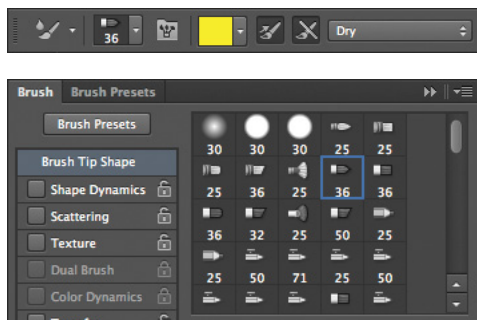 36 Dry
Brush Brush Presets
Brush Presets
30 30 30 25 25
Brush Tip Shape
Shape Dynamics
25 36 25 36 36
Scattering
36 32 25 50 25
Texture
Dual Brush
25 50 71 25 50
Color Dynamics